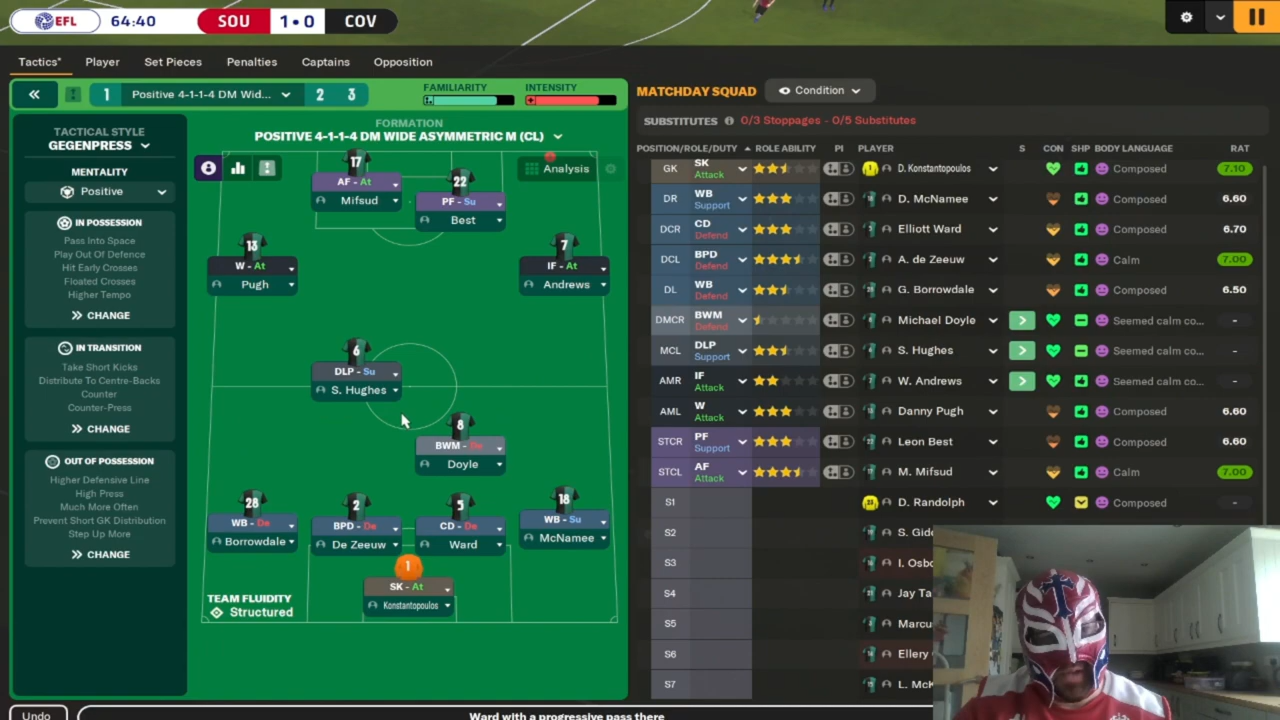 EFL 64:40 SOU 1 - 0 COV
Tactics* Player Set Pieces Penalties Captains Opposition
1 Positive 4-1-1-4 DM Wid... 2 3
FAMILIARITY INTENSITY
TACTICAL STYLE
GEGENPRESS
MENTALITY
Positive
IN POSSESSION
Pass Into Space
Play Out Of Defence
Hit Early Crosses
Floated Crosses
Higher Tempo
CHANGE
IN TRANSITION
Take Short Kicks
Distribute To Centre-Backs
Counter
Counter-Press
CHANGE
OUT OF POSSESSION
Higher Defensive Line
High Press
Much More Often
Prevent Short GK Distribution
Step Up More
CHANGE
FORMATION
POSITIVE 4-1-1-4 DM WIDE ASYMMETRIC M (CL)
Analysis
17
AF - At
Mifsud
22
PF - Su
Best
13
W - At
Pugh
7
IF - At
Andrews
6
DLP - Su
S. Hughes
8
BWM - De
Doyle
28
WB - De
Borrowdale
2
BPD - De
De Zeeuw
5
CD - De
Ward
18
WB - Su
McNamee
1
SK - At
Konstantopoulos
TEAM FLUIDITY
Structured
MATCHDAY SQUAD Condition
SUBSTITUTES 0/3 Stoppages - 0/5 Substitutes
POSITION/ROLE/DUTY ROLE ABILITY PI PLAYER S CON SHP BODY LANGUAGE RAT
GK SK Attack D. Konstantopoulos Composed 7.10
DR WB Support D. McNamee Composed 6.60
DCR CD Defend Elliott Ward Composed 6.70
DCL BPD Defend A. de Zeeuw Calm 7.00
DL WB Defend G. Borrowdale Composed 6.50
DMCR BWM Defend Michael Doyle Seemed calm co... -
MCL DLP Support S. Hughes Seemed calm co... -
AMR IF Attack W. Andrews Seemed calm co... -
AML W Attack Danny Pugh Composed 6.60
STCR PF Support Leon Best Composed 6.60
STCL AF Attack M. Mifsud Calm 7.00
S1 D. Randolph Composed -
S2 S. Gid
S3 I. Osb
S4 Jay Ta
S5 Marcu
S6 Ellery
S7 L. McK
Undo
Ward with a progressive pass there